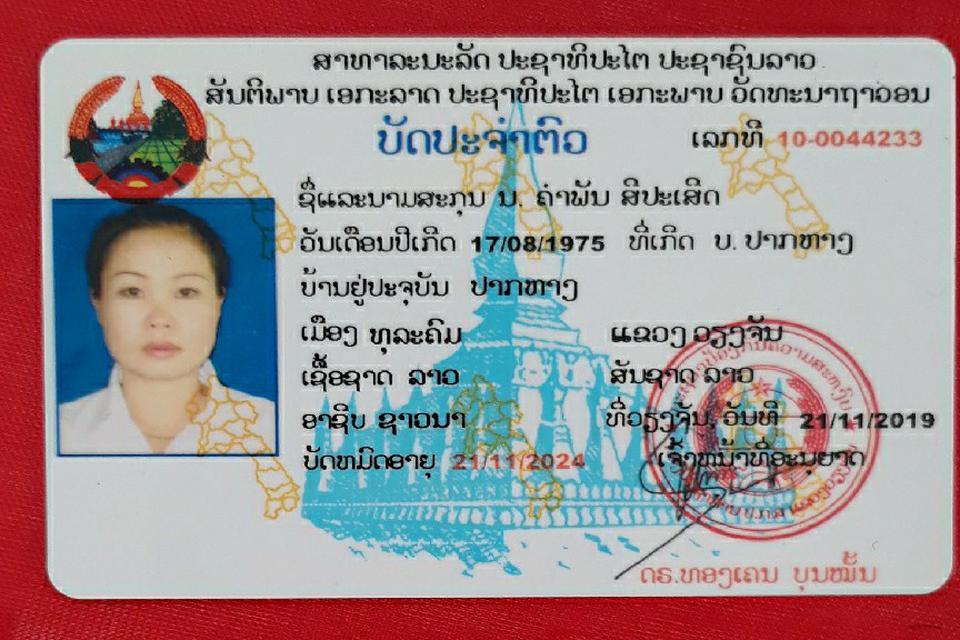 ສາທາລະນະລັດ ປະຊາທິປະໄຕ ປະຊາຊົນລາວ
ສັນຕິພາບ ເອກະລາດ ປະຊາທິປະໄຕ ເອກະພາບ ວັດທະນາຖາວອນ
ບັດປະຈຳຕົວ ເລກທີ 10-0044233
ຊື່ແລະນາມສະກຸນ ນ. ຄຳພັນ ສີປະເສີດ
ວັນເດືອນປີເກີດ 17/08/1975 ທີ່ເກີດ ບ. ປາກຫາງ
ບ້ານຢູ່ປະຈຸບັນ ປາກຫາງ
ເມືອງ ທຸລະຄົມ ແຂວງ ວຽງຈັນ
ເຊື້ອຊາດ ລາວ ສັນຊາດ ລາວ
ອາຊີບ ຊາວນາ ທີ່ວຽງຈັນ, ວັນທີ 21/11/2019
ບັດຫມົດອາຍຸ 21/11/2024 ເຈົ້າຫນ້າທີ່ອະນຸຍາດ
ດຣ.ທອງເຄນ ບຸນໝັ້ນ